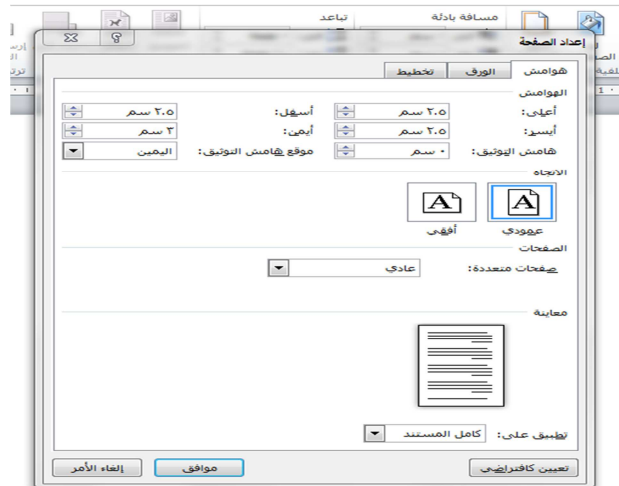 مسافة بادئة تباعد
إعداد الصفحة
هوامش الورق تخطيط
الهوامش
أعلى: ٢.٥ سم أسفل: ٢.٥ سم
أيسر: ٢.٥ سم أيمن: ٣ سم
هامش التوثيق: ٠ سم موقع هامش التوثيق: اليمين
الاتجاه
A A
عمودي أفقي
الصفحات
صفحات متعددة: عادي
معاينة
تطبيق على: كامل المستند
تعيين كافتراضي موافق إلغاء الأمر